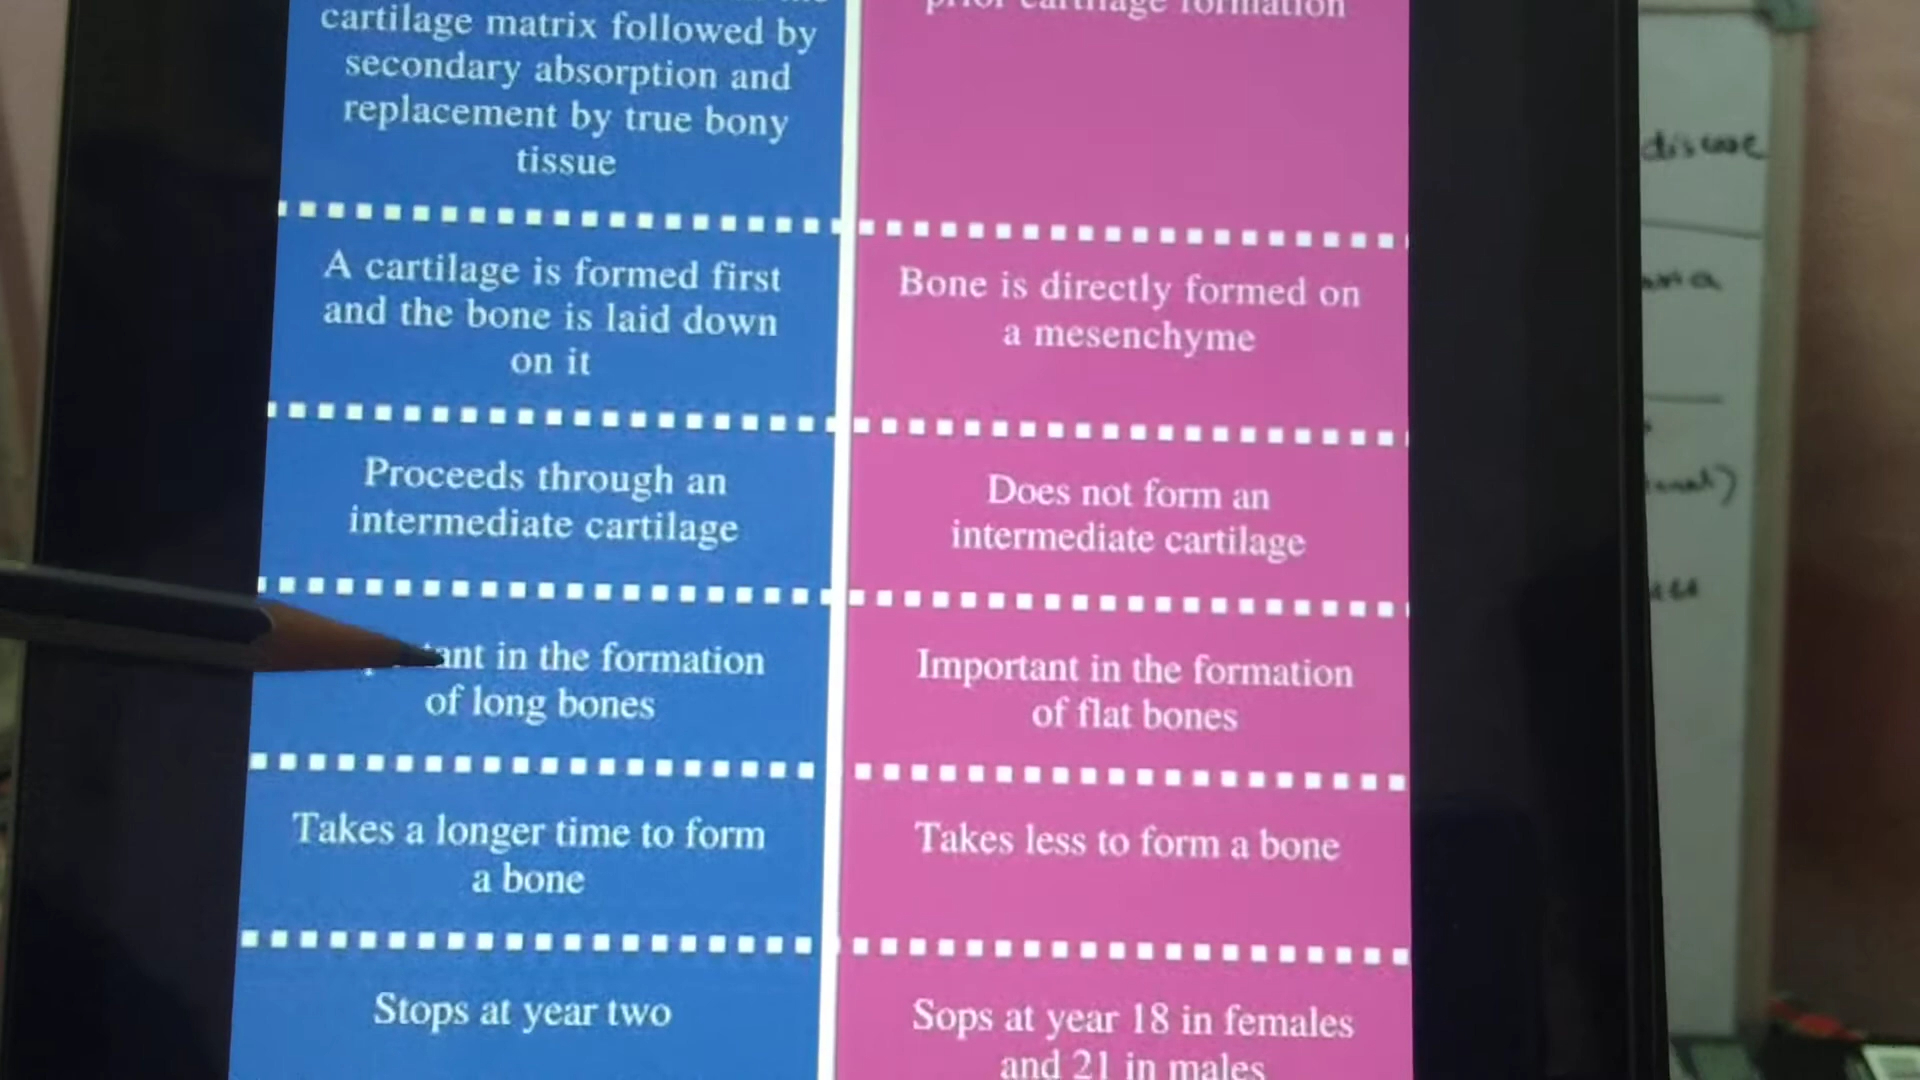 cartilage matrix followed by
secondary absorption and
replacement by true bony
tissue
prior cartilage formation
A cartilage is formed first
and the bone is laid down
on it
Bone is directly formed on
a mesenchyme
Proceeds through an
intermediate cartilage
Does not form an
intermediate cartilage
in the formation
of long bones
Important in the formation
of flat bones
Takes a longer time to form
a bone
Takes less to form a bone
Stops at year two
Sops at year 18 in females
and 21 in males
disease